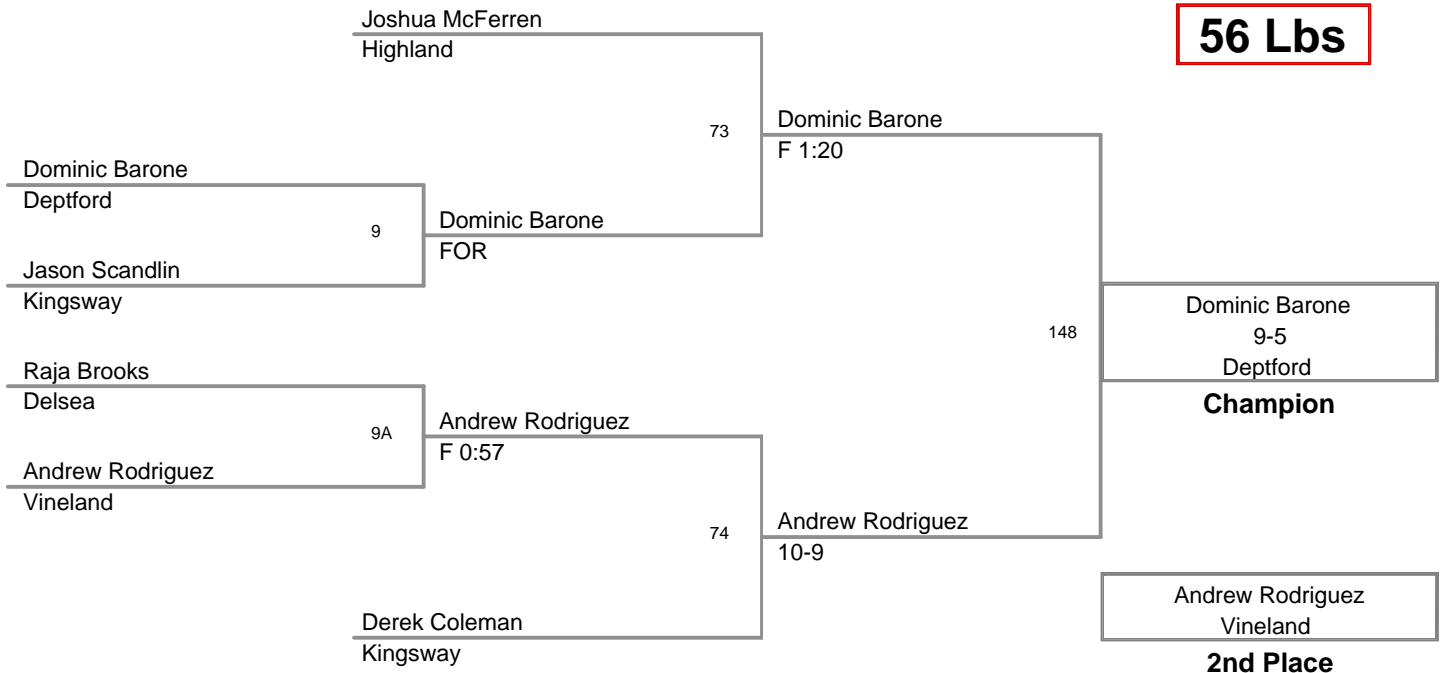 Joshua McFerren
Highland
56 Lbs
73
Dominic Barone
F 1:20
Dominic Barone
Deptford
9
Dominic Barone
FOR
Jason Scandlin
Kingsway
148
Dominic Barone
9-5
Deptford
Champion
Raja Brooks
Delsea
9A
Andrew Rodriguez
F 0:57
Andrew Rodriguez
Vineland
74
Andrew Rodriguez
10-9
Derek Coleman
Kingsway
Andrew Rodriguez
Vineland
2nd Place